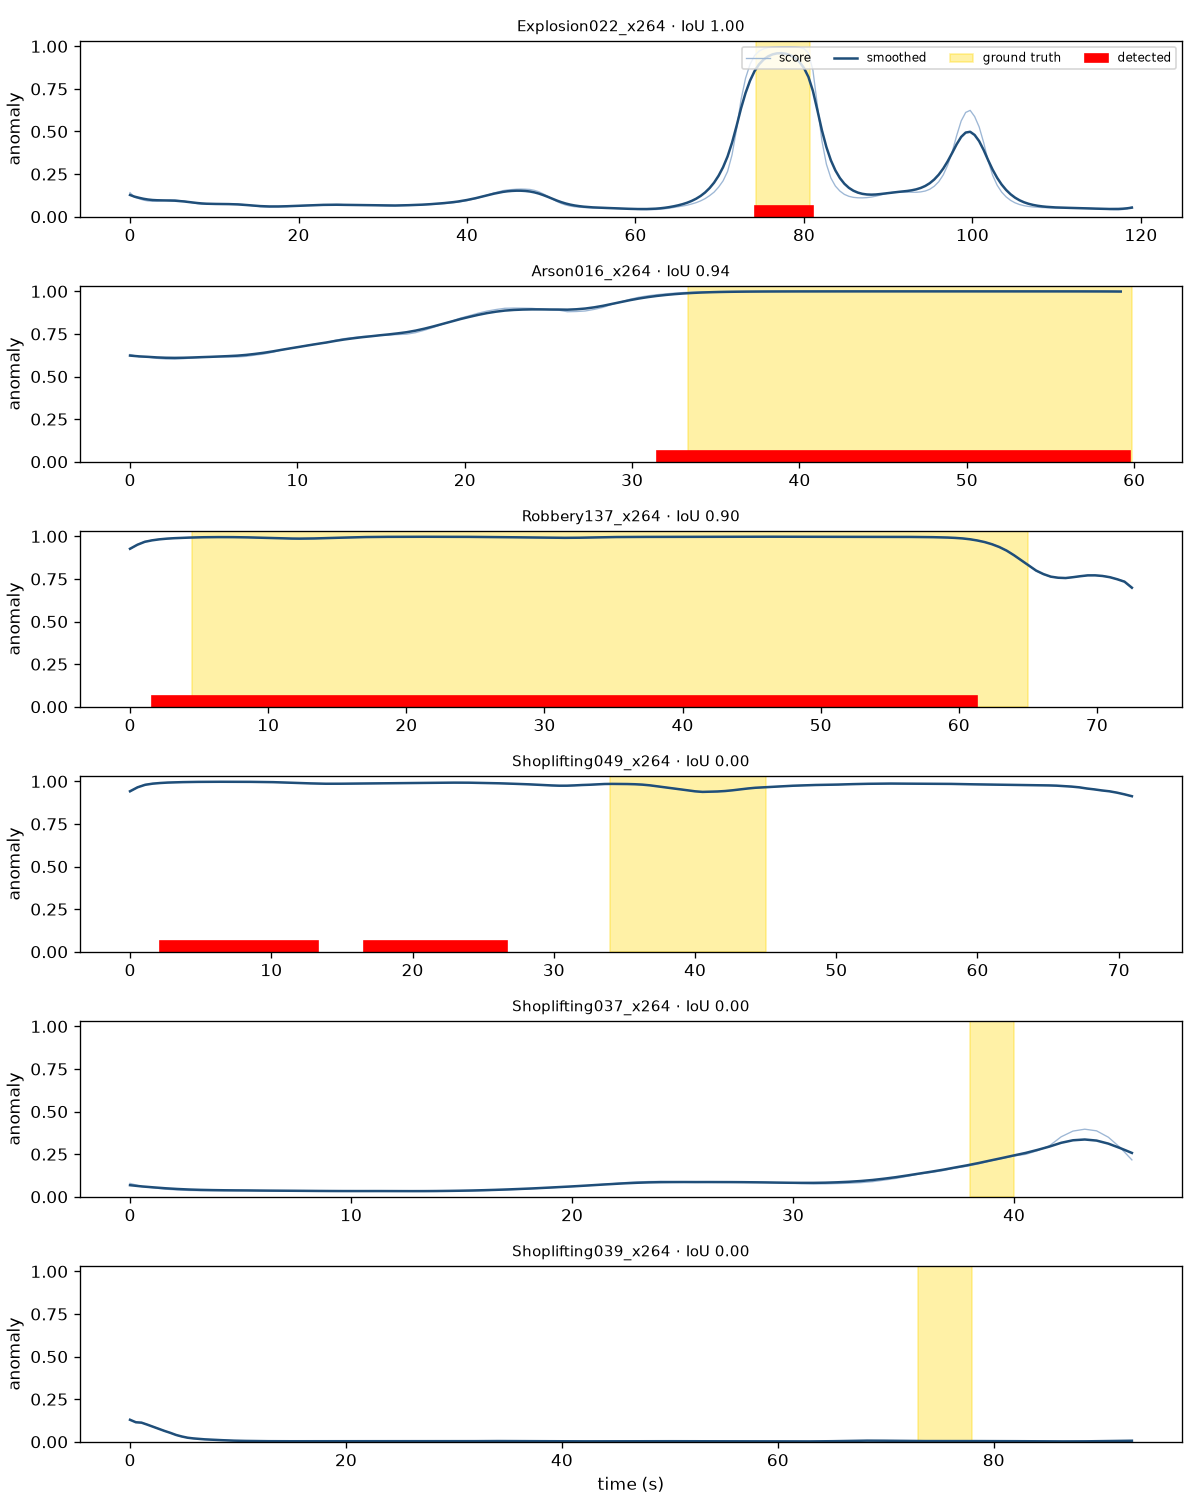 Explosion022_x264 · IoU 1.00
score smoothed ground truth detected
anomaly
1.00
0.75
0.50
0.25
0.00
0 20 40 60 80 100 120
Arson016_x264 · IoU 0.94
anomaly
1.00
0.75
0.50
0.25
0.00
0 10 20 30 40 50 60
Robbery137_x264 · IoU 0.90
anomaly
1.00
0.75
0.50
0.25
0.00
0 10 20 30 40 50 60 70
Shoplifting049_x264 · IoU 0.00
anomaly
1.00
0.75
0.50
0.25
0.00
0 10 20 30 40 50 60 70
Shoplifting037_x264 · IoU 0.00
anomaly
1.00
0.75
0.50
0.25
0.00
0 10 20 30 40
Shoplifting039_x264 · IoU 0.00
anomaly
1.00
0.75
0.50
0.25
0.00
0 20 40 60 80
time (s)